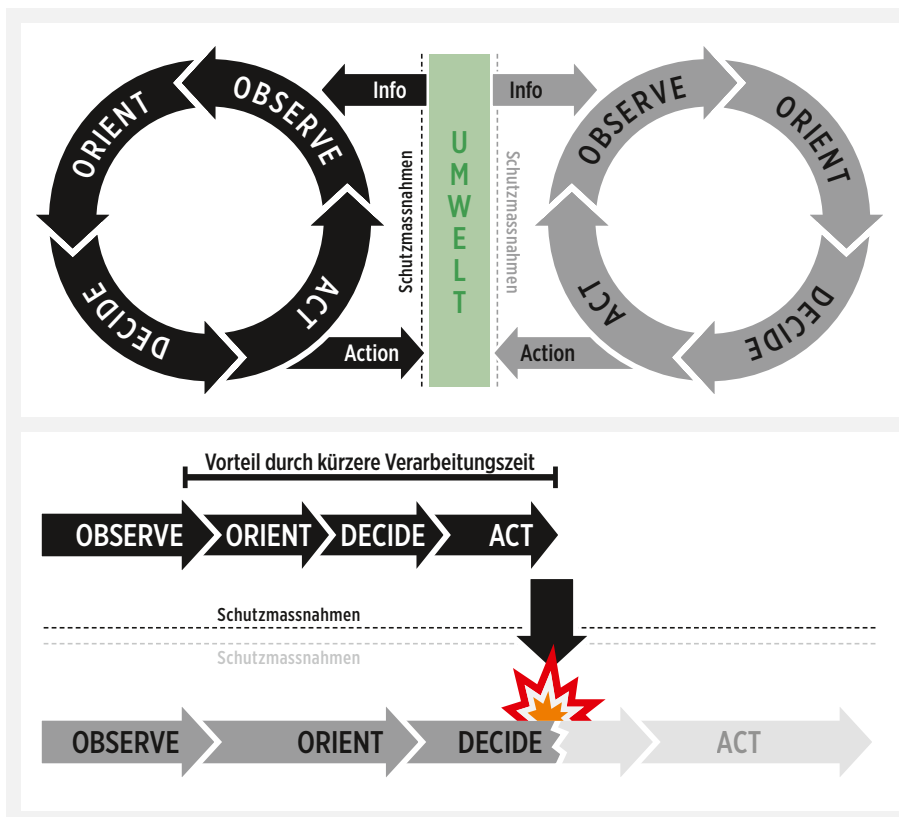 OBSERVE
ORIENT
DECIDE
ACT
Info
Action
Schutzmassnahmen
UMWELT
Schutzmassnahmen
Info
Action
OBSERVE
ORIENT
DECIDE
ACT
Vorteil durch kürzere Verarbeitungszeit
OBSERVE ORIENT DECIDE ACT
Schutzmassnahmen
Schutzmassnahmen
OBSERVE ORIENT DECIDE ACT